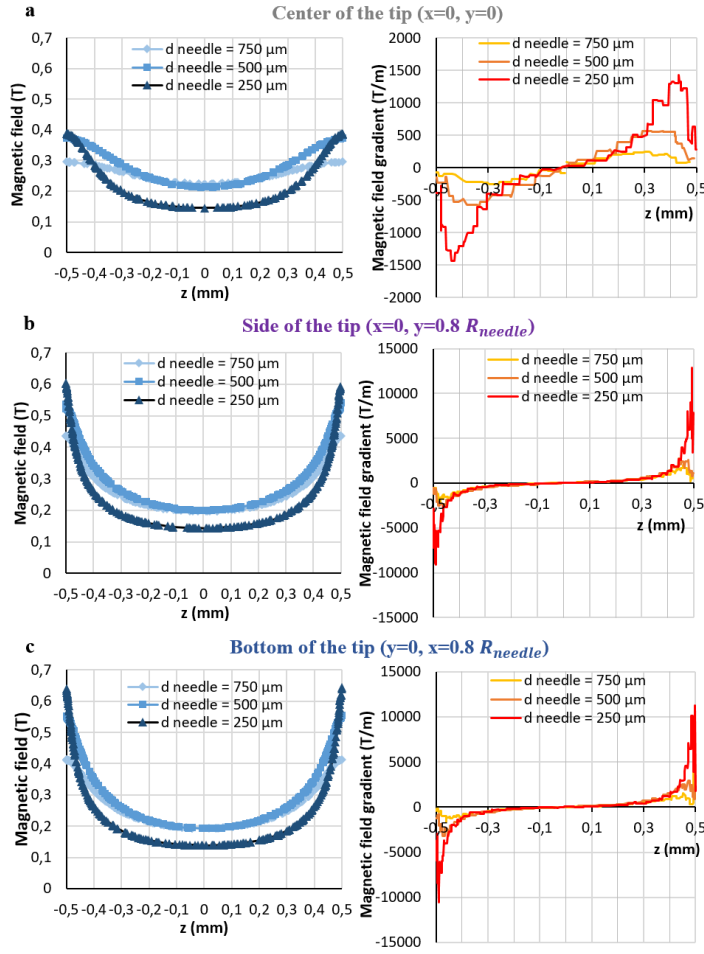 a
Center of the tip (x=0, y=0)
0,7
0,6
0,5
0,4
0,3
0,2
0,1
0
Magnetic field (T)
d needle = 750 µm
d needle = 500 µm
d needle = 250 µm
-0,5 -0,4 -0,3 -0,2 -0,1 0 0,1 0,2 0,3 0,4 0,5
z (mm)
2000
1500
1000
500
0
-500
-1000
-1500
-2000
Magnetic field gradient (T/m)
d needle = 750 µm
d needle = 500 µm
d needle = 250 µm
-0,5 -0,3 -0,1 0,1 0,3 0,5
z (mm)
b
Side of the tip (x=0, y=0.8 R_needle)
0,7
0,6
0,5
0,4
0,3
0,2
0,1
0
Magnetic field (T)
d needle = 750 µm
d needle = 500 µm
d needle = 250 µm
-0,5 -0,4 -0,3 -0,2 -0,1 0 0,1 0,2 0,3 0,4 0,5
z (mm)
15000
10000
5000
0
-5000
-10000
-15000
Magnetic field gradient (T/m)
d needle = 750 µm
d needle = 500 µm
d needle = 250 µm
-0,5 -0,3 -0,1 0,1 0,3 0,5
z (mm)
c
Bottom of the tip (y=0, x=0.8 R_needle)
0,7
0,6
0,5
0,4
0,3
0,2
0,1
0
Magnetic field (T)
d needle = 750 µm
d needle = 500 µm
d needle = 250 µm
-0,5 -0,4 -0,3 -0,2 -0,1 0 0,1 0,2 0,3 0,4 0,5
z (mm)
15000
10000
5000
0
-5000
-10000
-15000
Magnetic field gradient (T/m)
d needle = 750 µm
d needle = 500 µm
d needle = 250 µm
-0,5 -0,3 -0,1 0,1 0,3 0,5
z (mm)